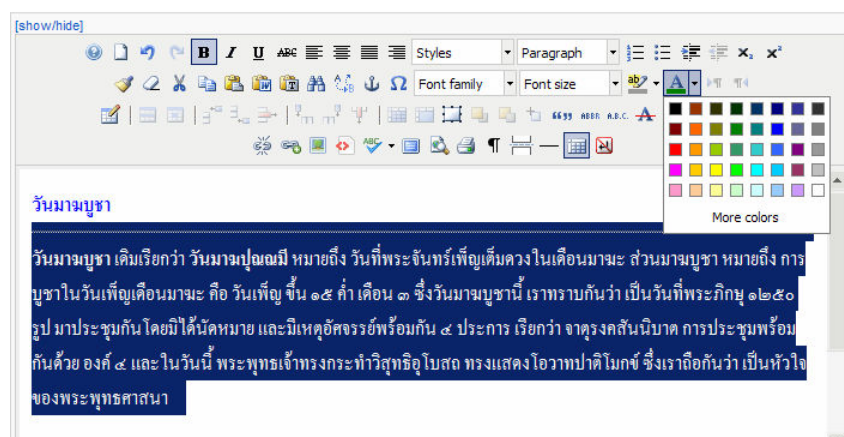 [show/hide]
B I U ABC Styles Paragraph
Font family Font size
ABBR A.B.C. A
ABC
More colors
วันมาฆบูชา
วันมาฆบูชา เดิมเรียกว่า วันมาฆปุณณมี หมายถึง วันที่พระจันทร์เพ็ญเต็มดวงในเดือนมาฆะ ส่วนมาฆบูชา หมายถึง การ
บูชาในวันเพ็ญเดือนมาฆะ คือ วันเพ็ญ ขึ้น ๑๕ ค่ำ เดือน ๓ ซึ่งวันมาฆบูชานี้ เราทราบกันว่า เป็นวันที่พระภิกษุ ๑๒๕๐
รูป มาประชุมกันโดยมิได้นัดหมาย และมีเหตุอัศจรรย์พร้อมกัน ๔ ประการ เรียกว่า จาตุรงคสันนิบาต การประชุมพร้อม
กันด้วย องค์ ๔ และในวันนี้ พระพุทธเจ้าทรงกระทำวิสุทธิอุโบสถ ทรงแสดงโอวาทปาติโมกข์ ซึ่งเราถือกันว่า เป็นหัวใจ
ของพระพุทธศาสนา